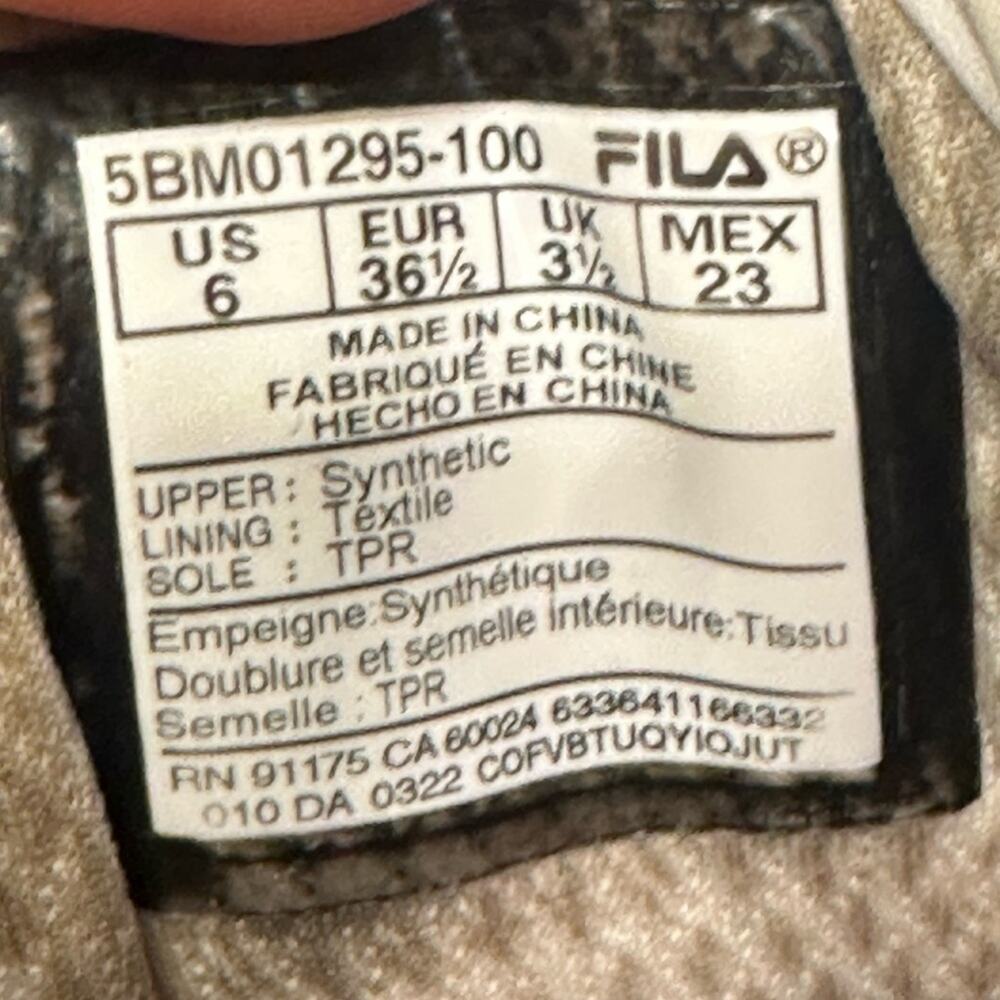 5BM01295-100 FILA®
US EUR UK MEX
6 36½ 3½ 23
MADE IN CHINA
FABRIQUÉ EN CHINE
HECHO EN CHINA
UPPER : Synthetic
LINING : Textile
SOLE : TPR
Empeigne:Synthétique
Doublure et semelle intérieure:Tissu
Semelle : TPR
RN 91175 CA 60024 633641166332
010 DA 0322 COFVBTUQYIQJUT